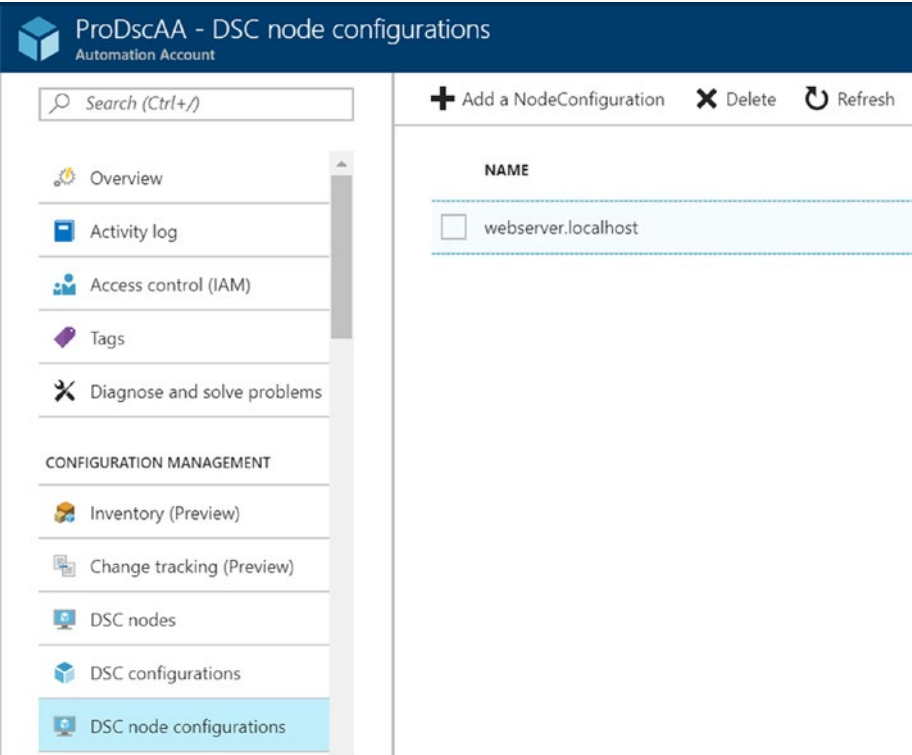 ProDscAA - DSC node configurations
Automation Account
Search (Ctrl+/)
Overview
Activity log
Access control (IAM)
Tags
Diagnose and solve problems
CONFIGURATION MANAGEMENT
Inventory (Preview)
Change tracking (Preview)
DSC nodes
DSC configurations
DSC node configurations
Add a NodeConfiguration Delete Refresh
NAME
webserver.localhost